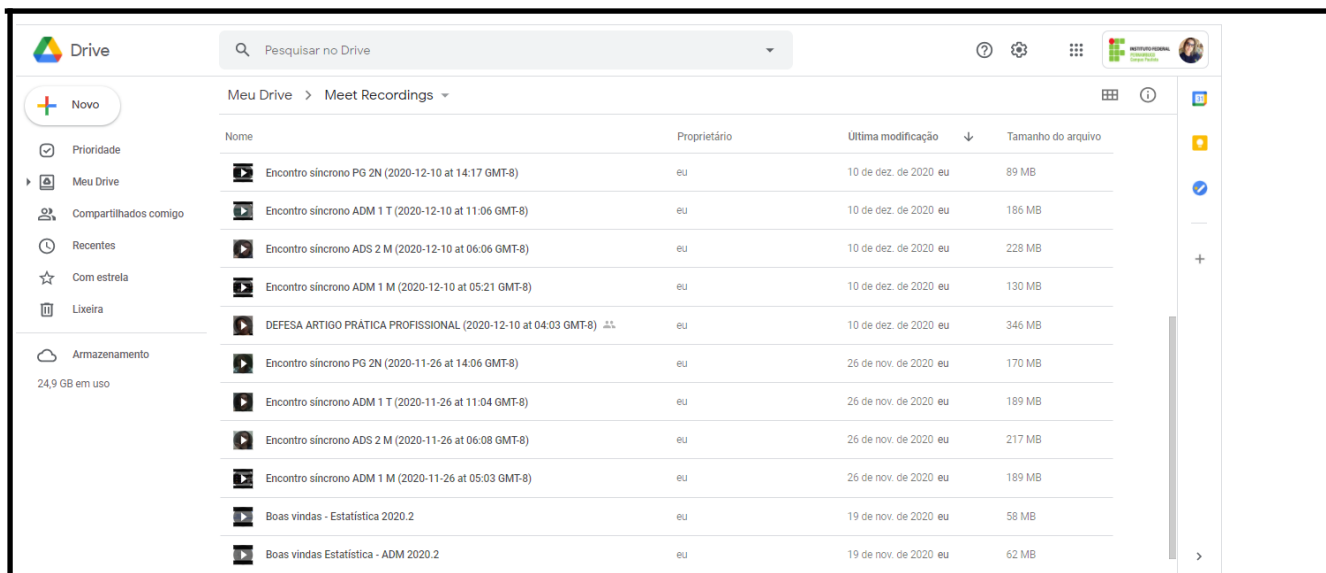 Drive
Pesquisar no Drive
INSTITUTO FEDERAL
PERNAMBUCO
Campus Paulista
Novo
Prioridade
Meu Drive
Compartilhados comigo
Recentes
Com estrela
Lixeira
Armazenamento
24,9 GB em uso
Meu Drive > Meet Recordings
Nome Proprietário Última modificação Tamanho do arquivo
Encontro síncrono PG 2N (2020-12-10 at 14:17 GMT-8) eu 10 de dez. de 2020 eu 89 MB
Encontro síncrono ADM 1 T (2020-12-10 at 11:06 GMT-8) eu 10 de dez. de 2020 eu 186 MB
Encontro síncrono ADS 2 M (2020-12-10 at 06:06 GMT-8) eu 10 de dez. de 2020 eu 228 MB
Encontro síncrono ADM 1 M (2020-12-10 at 05:21 GMT-8) eu 10 de dez. de 2020 eu 130 MB
DEFESA ARTIGO PRÁTICA PROFISSIONAL (2020-12-10 at 04:03 GMT-8) eu 10 de dez. de 2020 eu 346 MB
Encontro síncrono PG 2N (2020-11-26 at 14:06 GMT-8) eu 26 de nov. de 2020 eu 170 MB
Encontro síncrono ADM 1 T (2020-11-26 at 11:04 GMT-8) eu 26 de nov. de 2020 eu 189 MB
Encontro síncrono ADS 2 M (2020-11-26 at 06:08 GMT-8) eu 26 de nov. de 2020 eu 217 MB
Encontro síncrono ADM 1 M (2020-11-26 at 05:03 GMT-8) eu 26 de nov. de 2020 eu 189 MB
Boas vindas - Estatística 2020.2 eu 19 de nov. de 2020 eu 58 MB
Boas vindas Estatística - ADM 2020.2 eu 19 de nov. de 2020 eu 62 MB
31